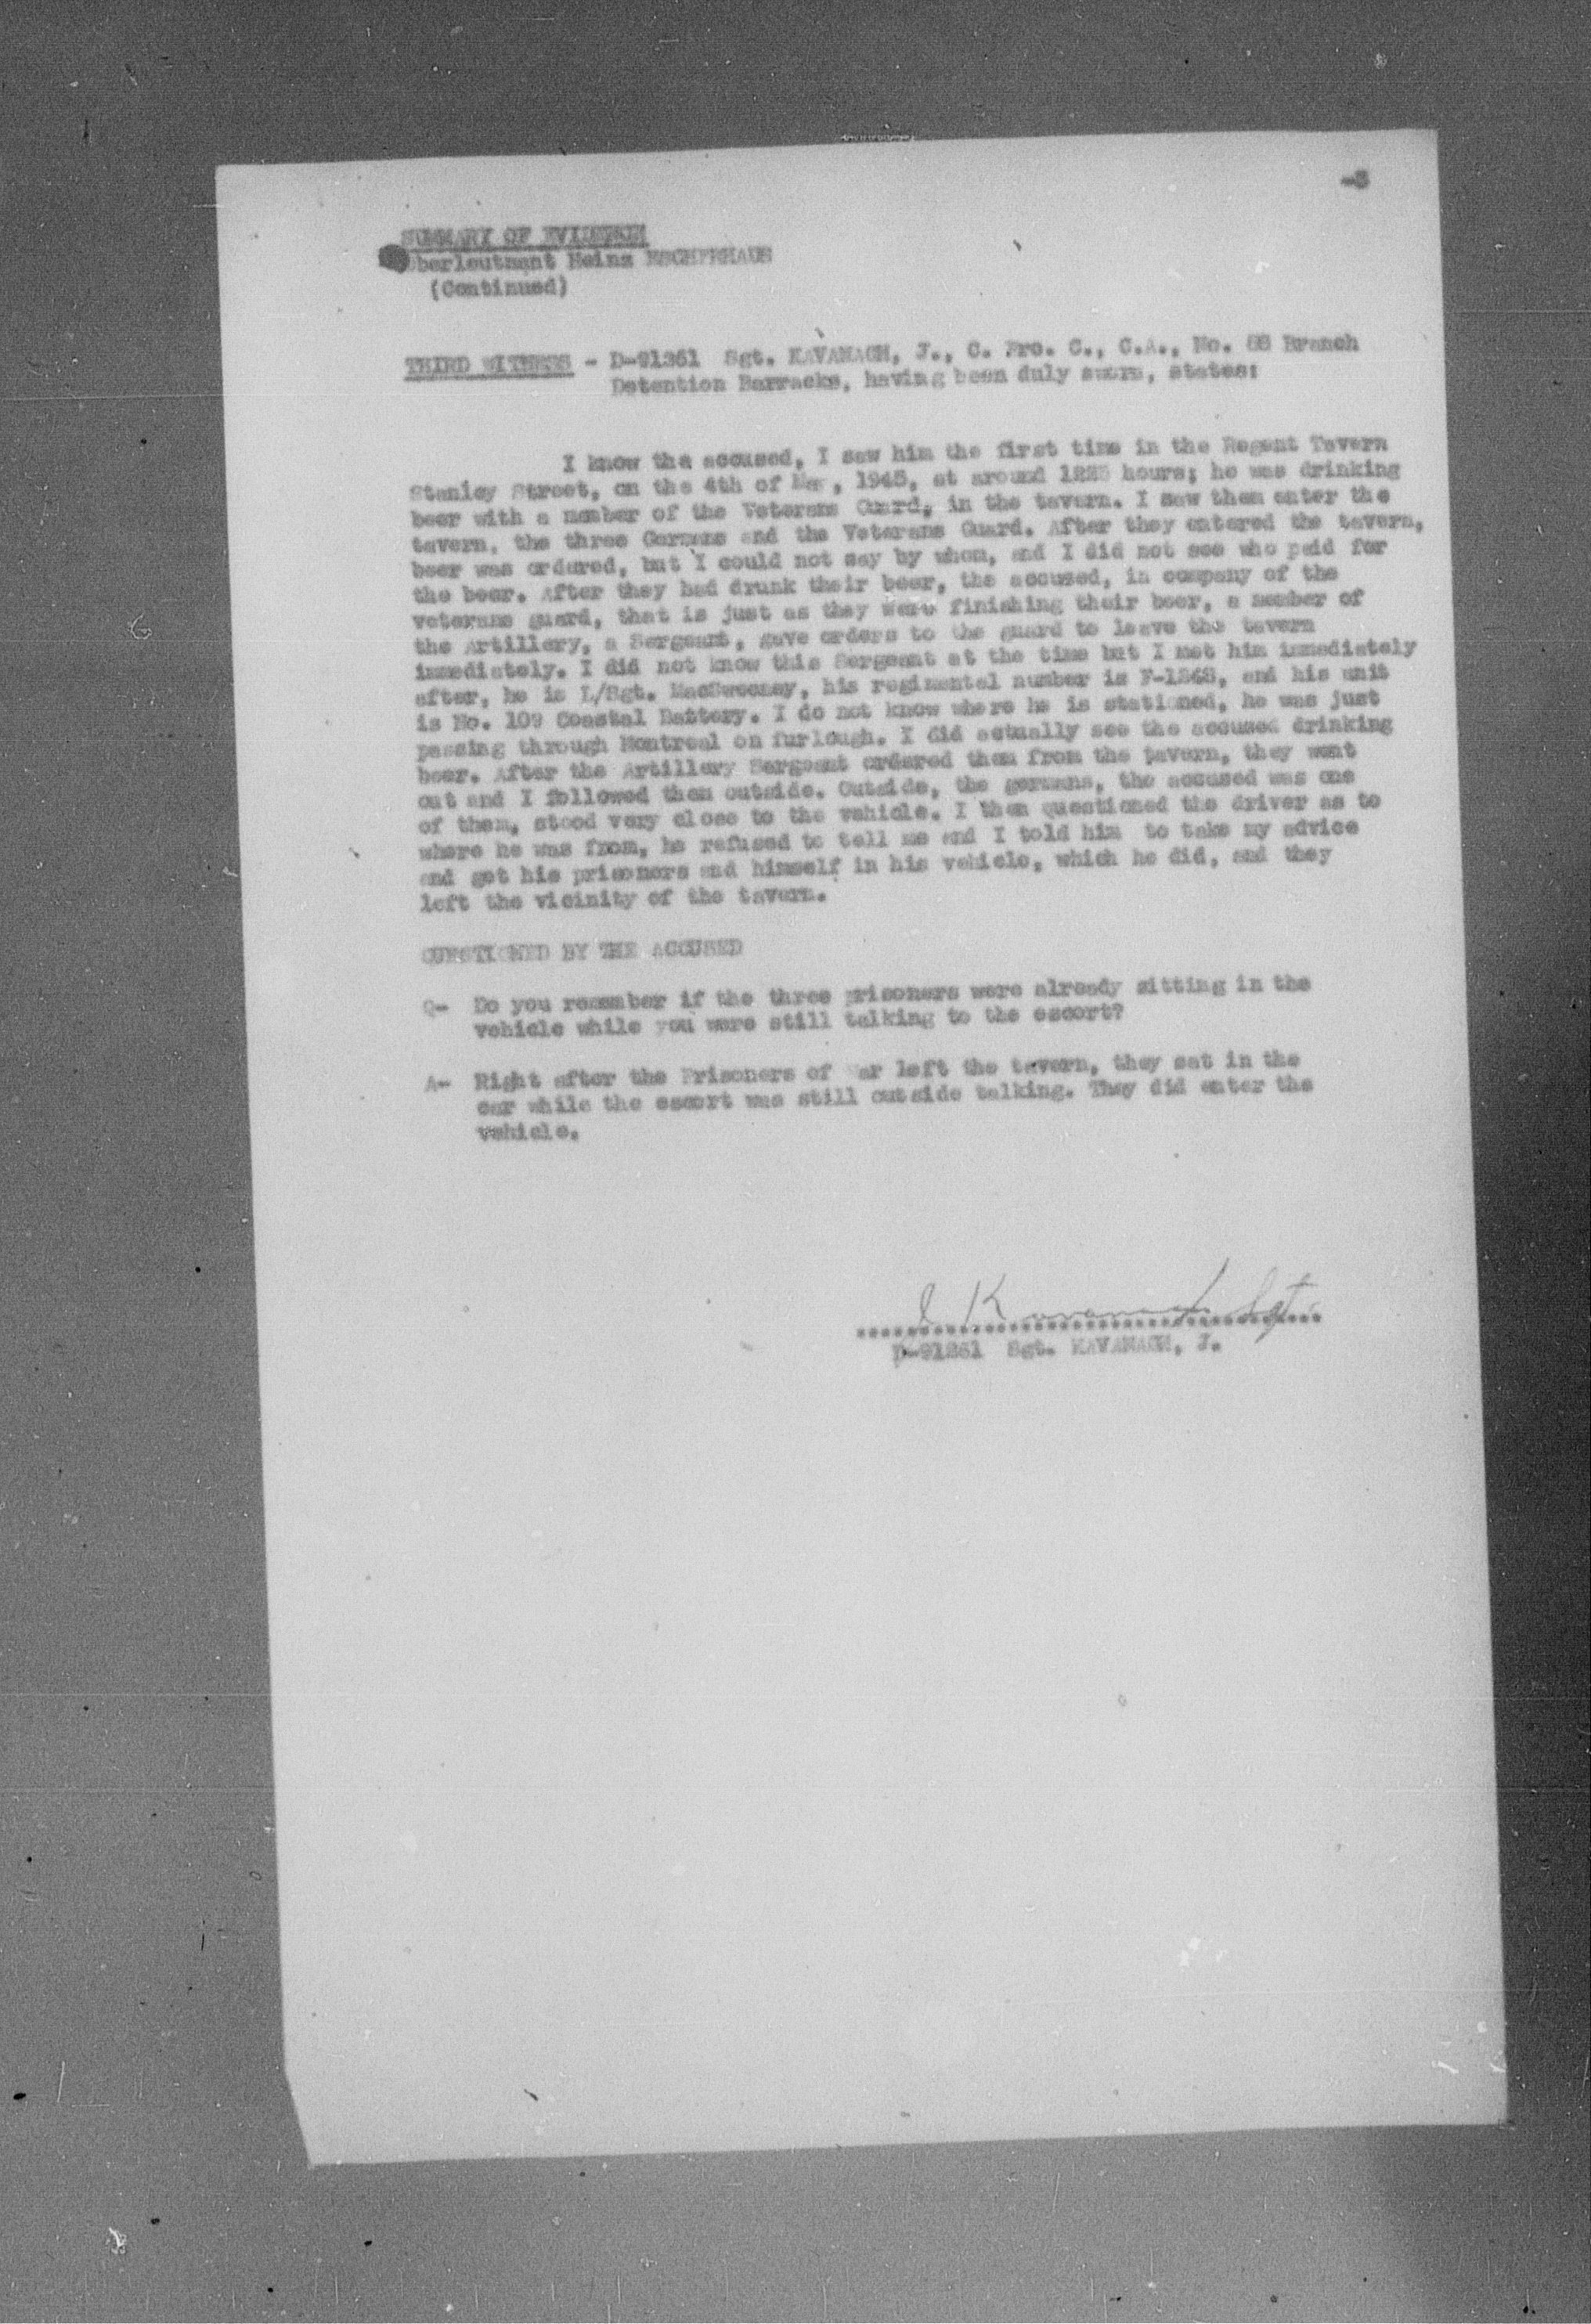 -3
SUMMARY OF EVIDENCE
Oberleutnant Heinz ESCHERHAUS
(Continued)
THIRD WITNESS - D-91361 Sgt. KAVANAGH, J., C. Pro. C., C.A., No. Branch
Detention Barracks, having been duly sworn, states:
I know the accused, I saw him the first time in the Regent Tavern
Stanley Street, on the 4th of , 1945, at around hours; he was drinking
beer with a member of the Veterans Guard, in the tavern. I saw them enter the
tavern, the three Germans and the Veterans Guard. After they entered the tavern,
beer was ordered, but I could not say by whom, and I did not see who paid for
the beer. After they had drunk their beer, the accused, in company of the
veterans guard, that is just as they were finishing their beer, a member of
the Artillery, a Sergeant, gave orders to the guard to leave the tavern
immediately. I did not know this Sergeant at the time but I met him immediately
after, he is L/Sgt. MacSweeney, his regimental number is and his unit
is No. 109 Coastal Battery. I do not know where he is stationed, he was just
passing through Montreal on furlough. I did actually see the accused drinking
beer. After the Artillery Sergeant ordered them from the tavern, they went
out and I followed them outside. Outside, the germans, the accused was one
of them, stood very close to the vehicle. I then questioned the driver as to
where he was from, he refused to tell me and I told him to take my advice
and get his prisoners and himself in his vehicle, which he did, and they
left the vicinity of the tavern.
QUESTIONED BY THE ACCUSED
Q- Do you remember if the three prisoners were already sitting in the
vehicle while you were still talking to the escort?
A- Right after the Prisoners of War left the tavern, they sat in the
car while the escort was still outside talking. They did enter the
vehicle.
J Kavanagh Sgt.
D-91361 Sgt. KAVANAGH, J.